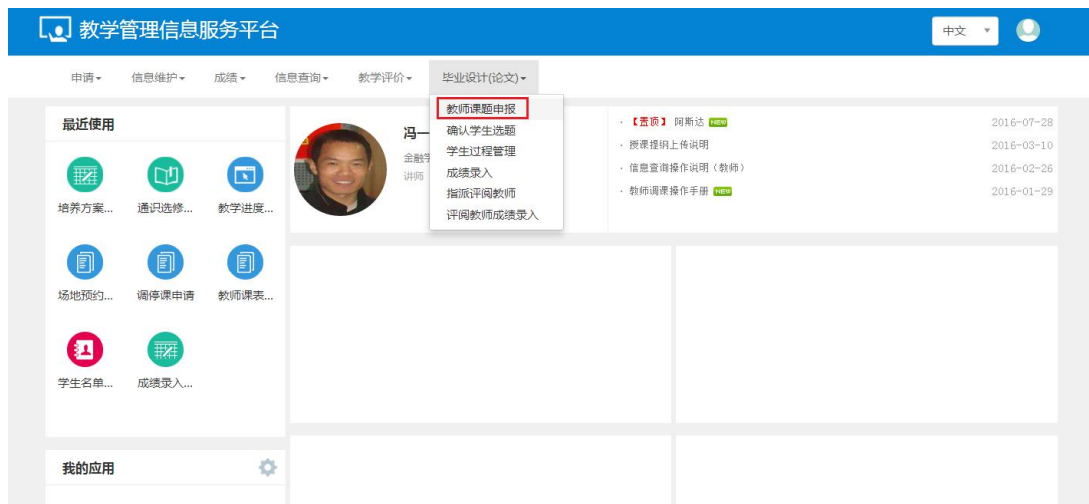 教学管理信息服务平台
中文
申请 信息维护 成绩 信息查询 教学评价 毕业设计(论文)
最近使用
培养方案...
通识选修...
教学进度...
场地预约...
调停课申请
教师课表...
学生名单...
成绩录入...
我的应用
冯一
金融学
讲师
教师课题申报
确认学生选题
学生过程管理
成绩录入
指派评阅教师
评阅教师成绩录入
· 【置顶】 阿斯达 NEW 2016-07-28
· 授课提纲上传说明 2016-03-10
· 信息查询操作说明（教师） 2016-02-26
· 教师调课操作手册 NEW 2016-01-29